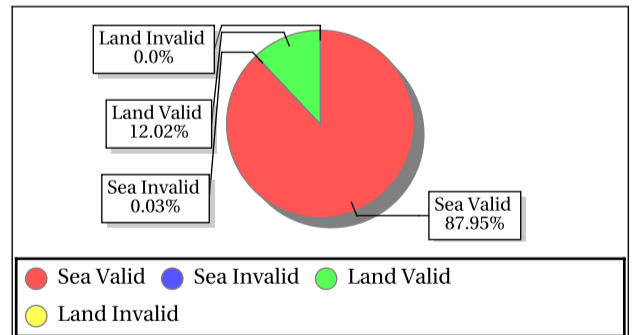 Land Invalid
0.0%
Land Valid
12.02%
Sea Invalid
0.03%
Sea Valid
87.95%
Sea Valid Sea Invalid Land Valid
Land Invalid